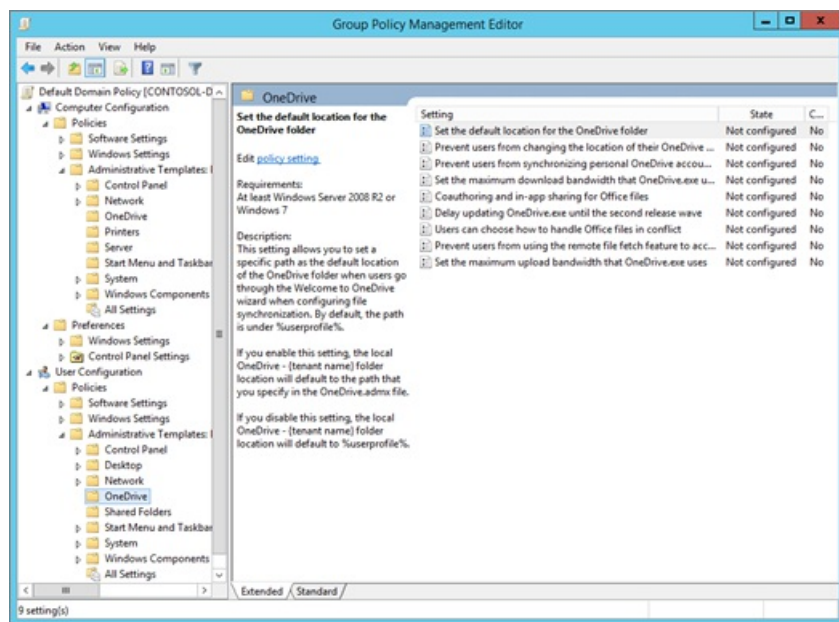 Group Policy Management Editor
File Action View Help
Default Domain Policy [CONTOSOL-D
Computer Configuration
Policies
Software Settings
Windows Settings
Administrative Templates: I
Control Panel
Network
OneDrive
Printers
Server
Start Menu and Taskbar
System
Windows Components
All Settings
Preferences
Windows Settings
Control Panel Settings
User Configuration
Policies
Software Settings
Windows Settings
Administrative Templates: I
Control Panel
Desktop
Network
OneDrive
Shared Folders
Start Menu and Taskbar
System
Windows Components
All Settings
OneDrive
Set the default location for the
OneDrive folder
Edit policy setting
Requirements:
At least Windows Server 2008 R2 or
Windows 7
Description:
This setting allows you to set a
specific path as the default location
of the OneDrive folder when users go
through the Welcome to OneDrive
wizard when configuring file
synchronization. By default, the path
is under %userprofile%.
If you enable this setting, the local
OneDrive - {tenant name} folder
location will default to the path that
you specify in the OneDrive.admx file.
If you disable this setting, the local
OneDrive - {tenant name} folder
location will default to %userprofile%.
Setting State C...
Set the default location for the OneDrive folder Not configured No
Prevent users from changing the location of their OneDrive ... Not configured No
Prevent users from synchronizing personal OneDrive accou... Not configured No
Set the maximum download bandwidth that OneDrive.exe u... Not configured No
Coauthoring and in-app sharing for Office files Not configured No
Delay updating OneDrive.exe until the second release wave Not configured No
Users can choose how to handle Office files in conflict Not configured No
Prevent users from using the remote file fetch feature to acc... Not configured No
Set the maximum upload bandwidth that OneDrive.exe uses Not configured No
Extended Standard
9 setting(s)